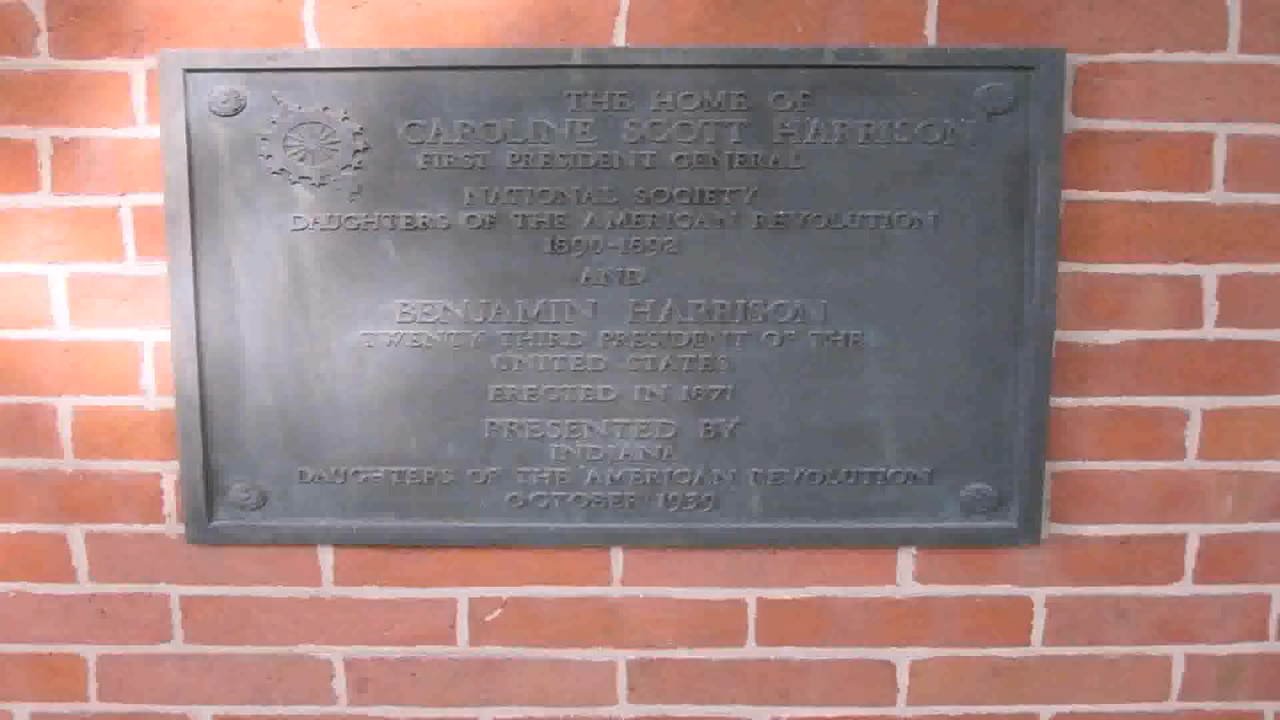 THE HOME OF
CAROLINE SCOTT HARRISON
FIRST PRESIDENT GENERAL
NATIONAL SOCIETY
DAUGHTERS OF THE AMERICAN REVOLUTION
1890-1892
AND
BENJAMIN HARRISON
TWENTY THIRD PRESIDENT OF THE
UNITED STATES
ERECTED IN 1871
PRESENTED BY
INDIANA
DAUGHTERS OF THE AMERICAN REVOLUTION
OCTOBER 1939